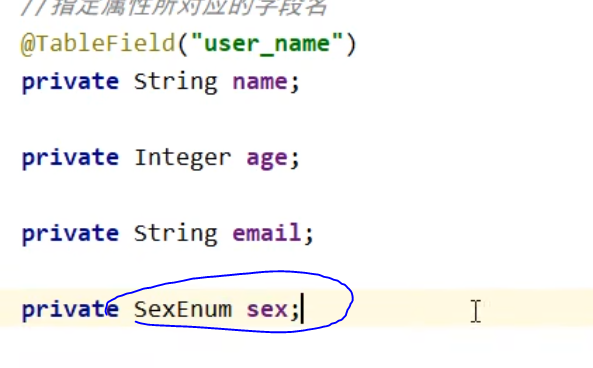 //指定属性所对应的字段名
@TableField("user_name")
private String name;
private Integer age;
private String email;
private SexEnum sex;